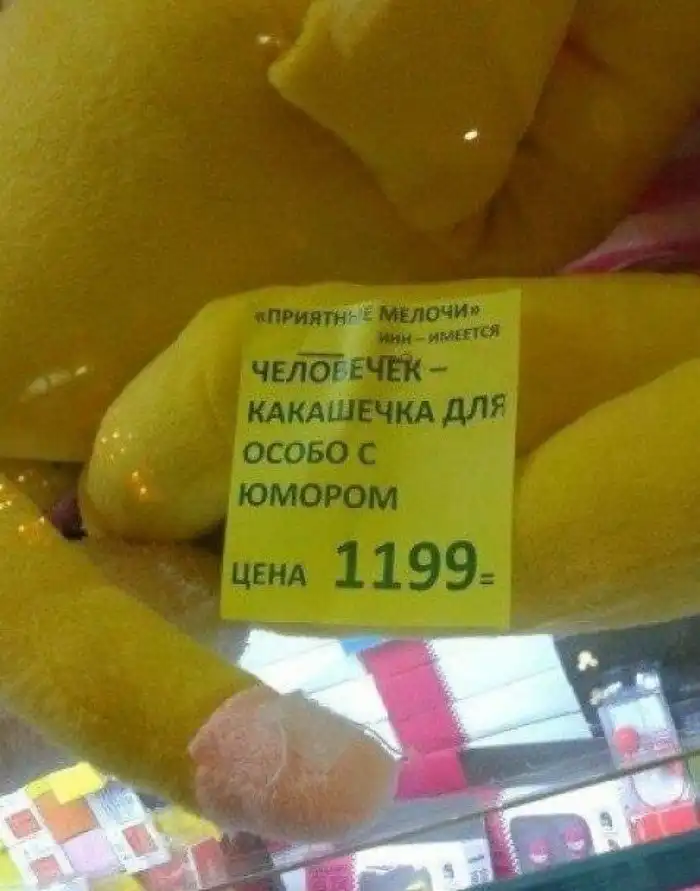 «ПРИЯТНЫЕ МЕЛОЧИ»
ИНН – ИМЕЕТСЯ
ЧЕЛОВЕЧЕК –
КАКАШЕЧКА ДЛЯ
ОСОБО С
ЮМОРОМ
ЦЕНА 1199=